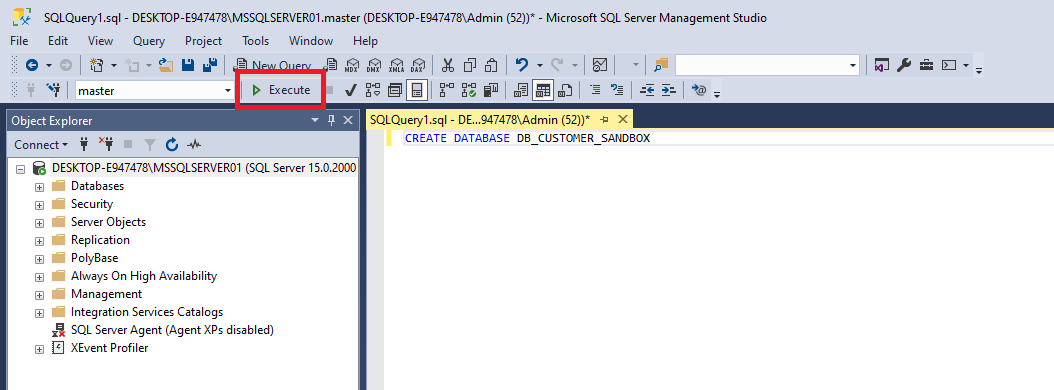 SQLQuery1.sql - DESKTOP-E947478\MSSQLSERVER01.master (DESKTOP-E947478\Admin (52))* - Microsoft SQL Server Management Studio
File Edit View Query Project Tools Window Help
New Query MDX DMX XMLA DAX
master Execute
Object Explorer
Connect
DESKTOP-E947478\MSSQLSERVER01 (SQL Server 15.0.2000
Databases
Security
Server Objects
Replication
PolyBase
Always On High Availability
Management
Integration Services Catalogs
SQL Server Agent (Agent XPs disabled)
XEvent Profiler
SQLQuery1.sql - DE...947478\Admin (52))*
CREATE DATABASE DB_CUSTOMER_SANDBOX